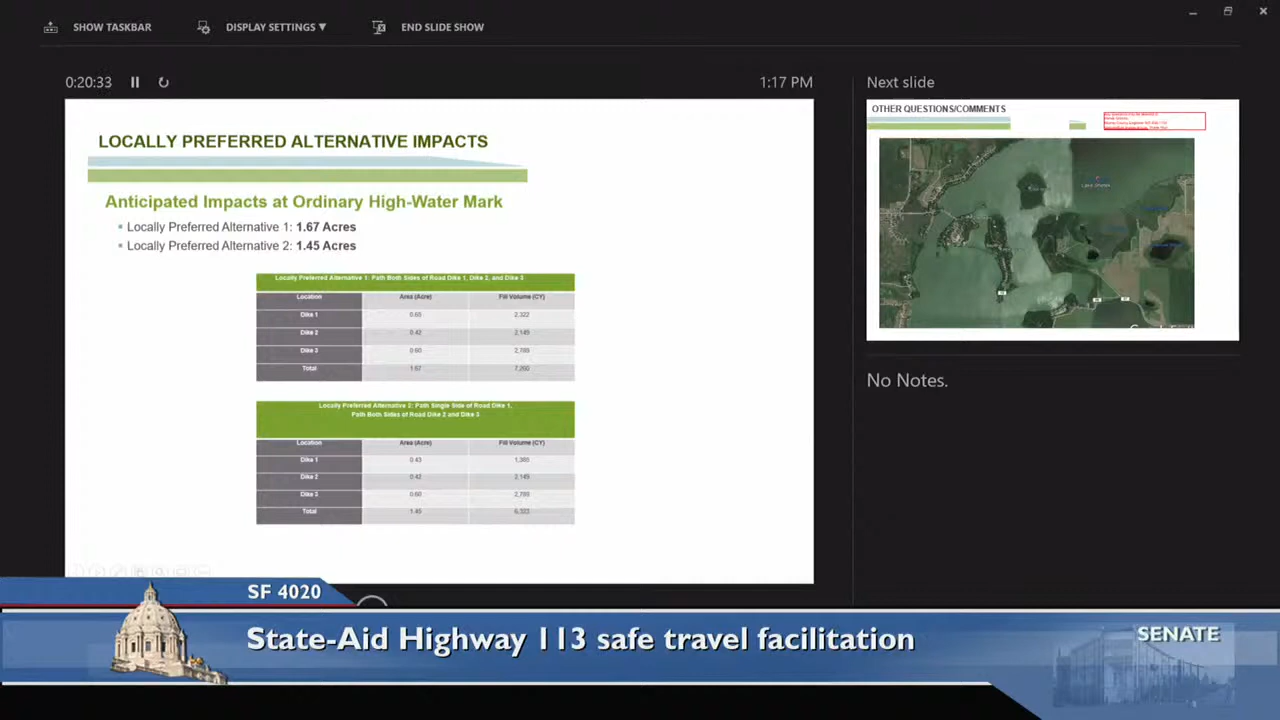 SHOW TASKBAR
DISPLAY SETTINGS ▼
END SLIDE SHOW
0:20:33
1:17 PM
LOCALLY PREFERRED ALTERNATIVE IMPACTS
Anticipated Impacts at Ordinary High-Water Mark
Locally Preferred Alternative 1: 1.67 Acres
Locally Preferred Alternative 2: 1.45 Acres
Locally Preferred Alternative 1: Path Both Sides of Road Dike 1, Dike 2, and Dike 3
Location Area (Acre) Fill Volume (CY)
Dike 1 0.65 2,322
Dike 2 0.42 2,149
Dike 3 0.60 2,789
Total 1.67 7,260
Locally Preferred Alternative 2: Path Single Side of Road Dike 1,
Path Both Sides of Road Dike 2 and Dike 3
Location Area (Acre) Fill Volume (CY)
Dike 1 0.43
Dike 2 0.42 2,149
Dike 3 0.60 2,789
Total 1.45 6,323
Next slide
OTHER QUESTIONS/COMMENTS
No Notes.
SF 4020
State-Aid Highway 113 safe travel facilitation
SENATE